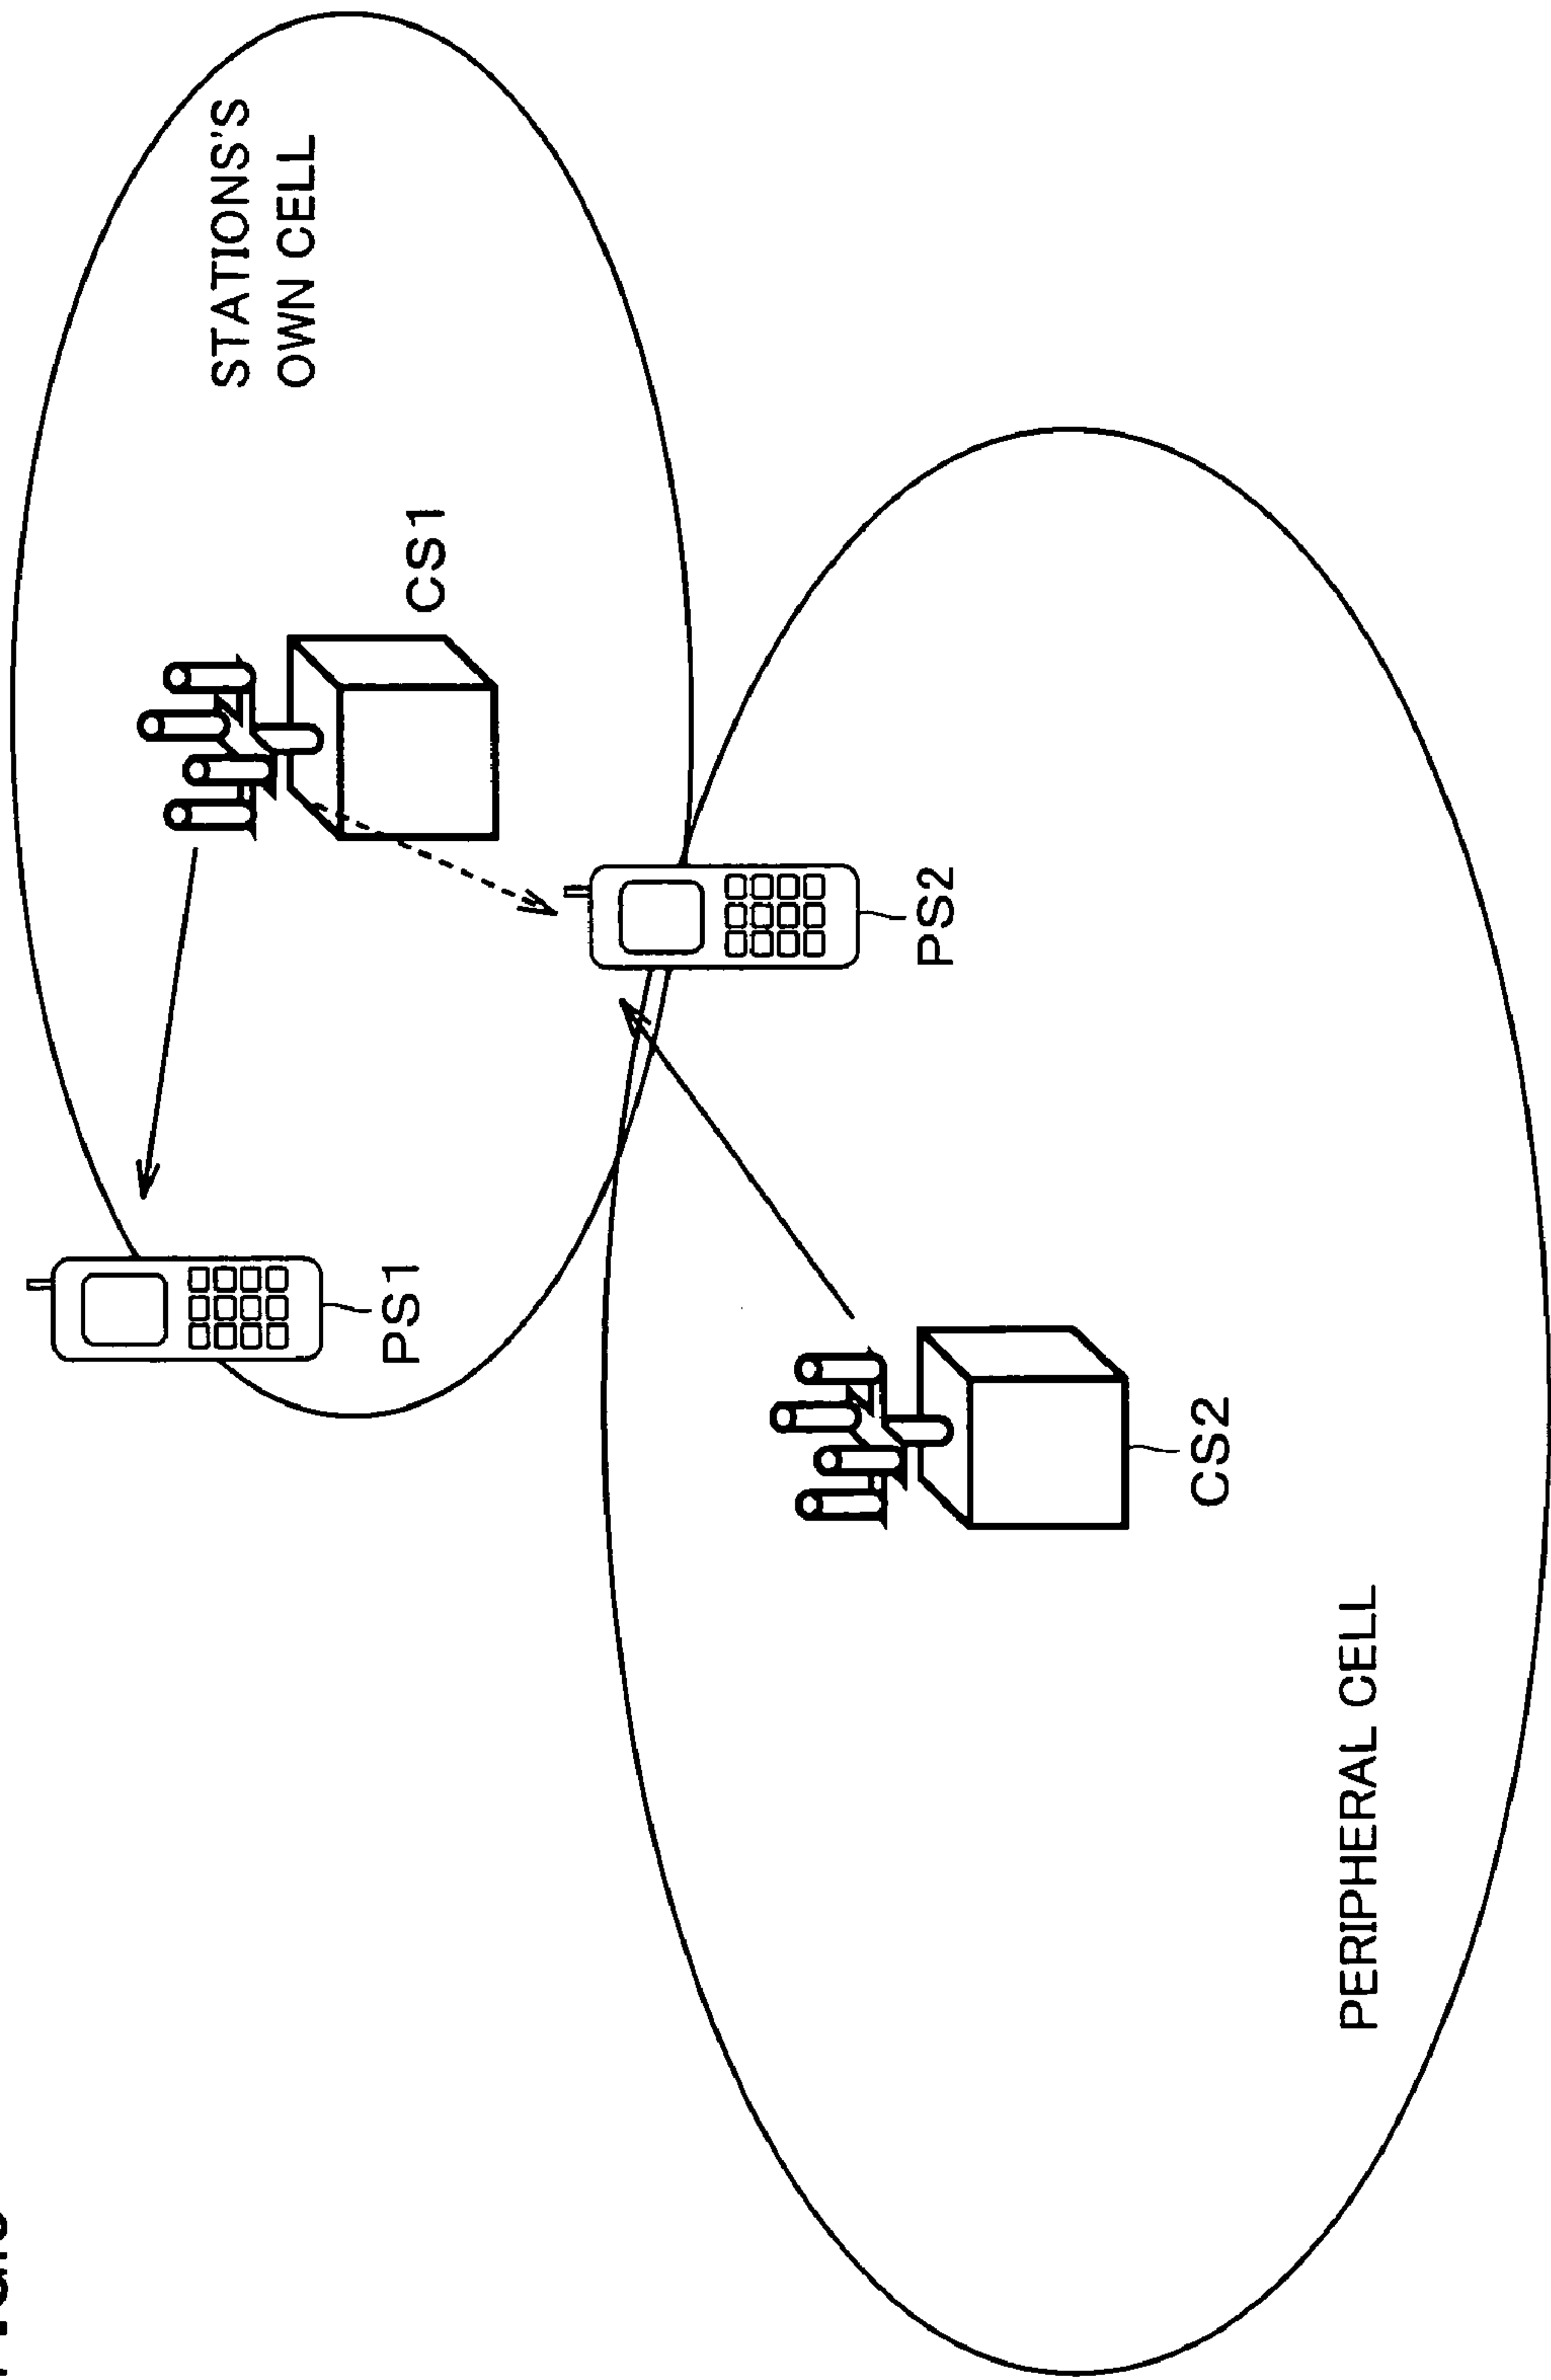 STATIONS'S
OWN CELL
CS1
PS1
PS2
CS2
PERIPHERAL CELL